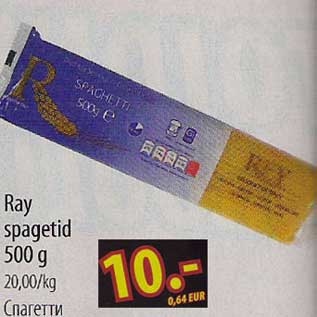 SPAGHETTI
500g e
Ray
spagetid
500 g
20,00/kg
Спагетти
10.-
0,64 EUR